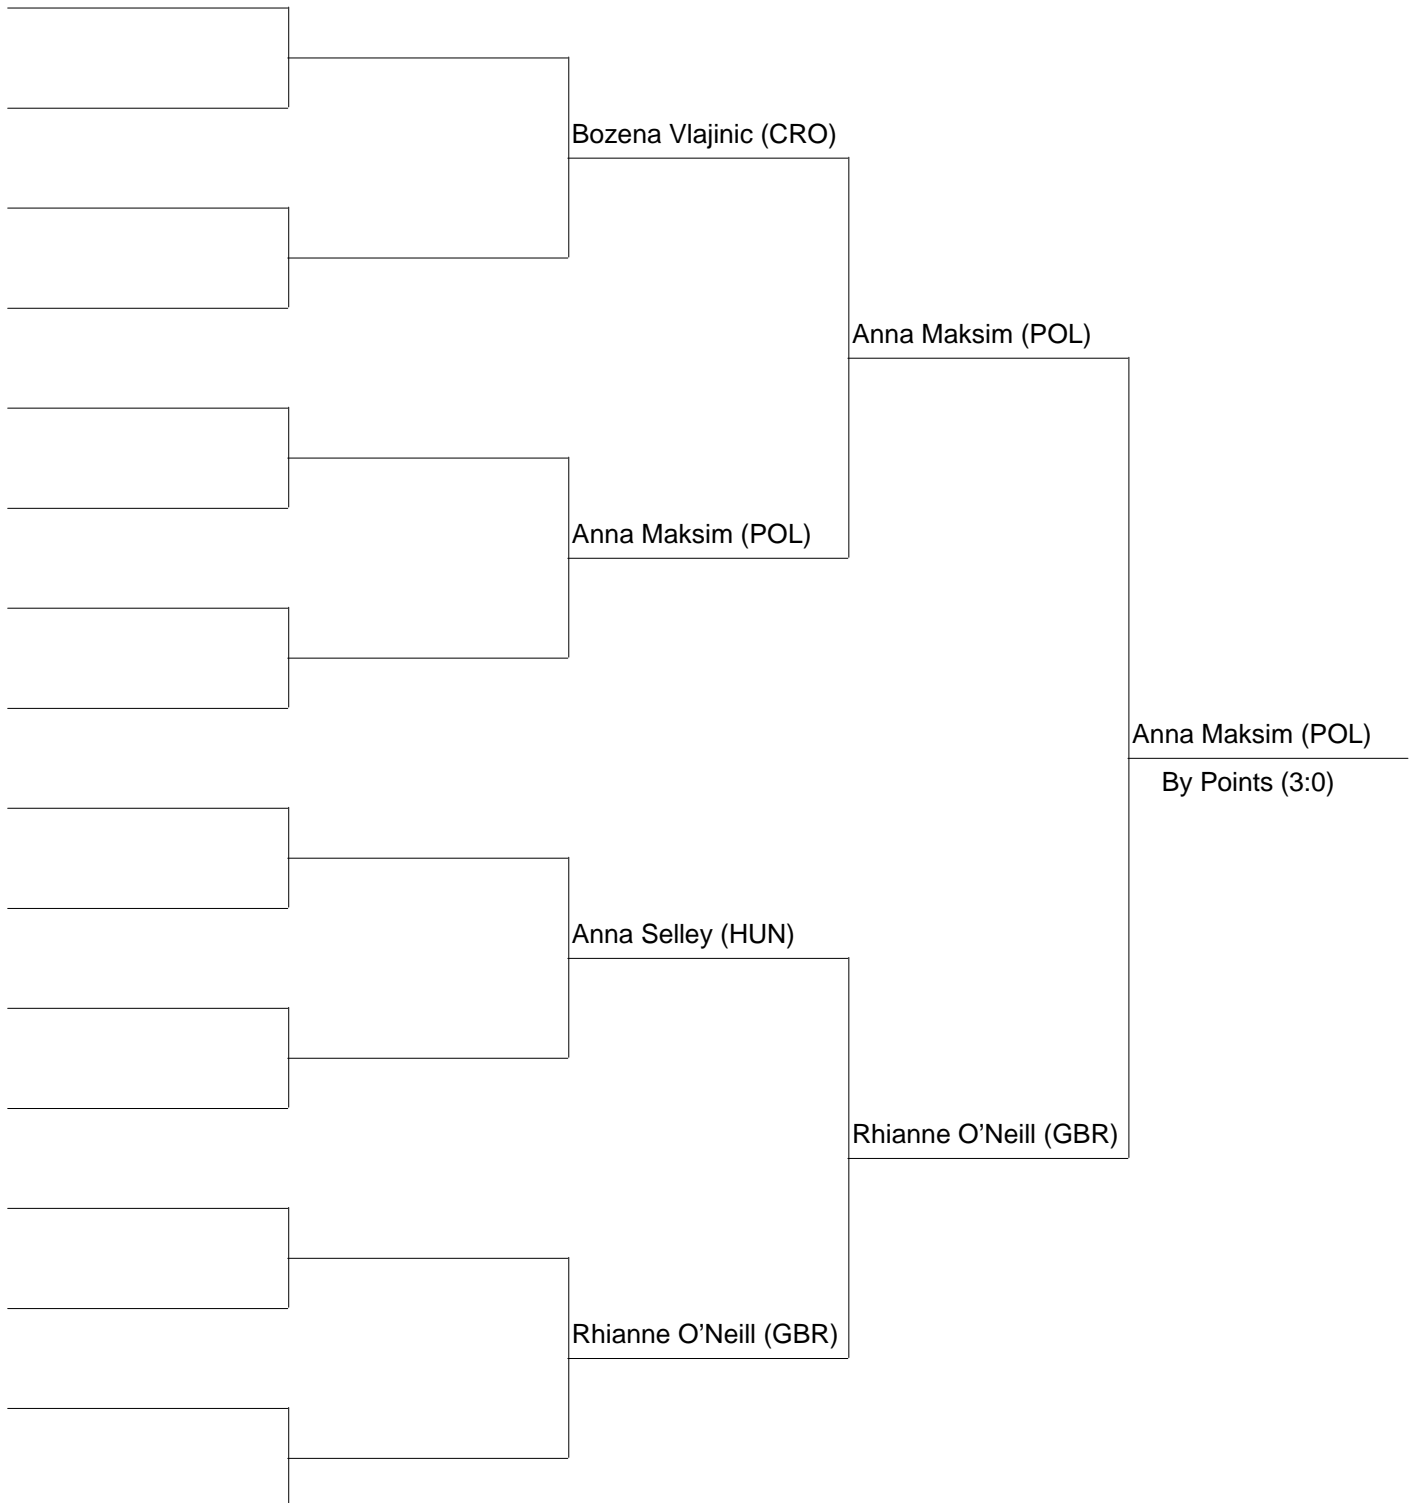 Bozena Vlajinic (CRO)
Anna Maksim (POL)
Anna Maksim (POL)
Anna Maksim (POL)
By Points (3:0)
Anna Selley (HUN)
Rhianne O’Neill (GBR)
Rhianne O’Neill (GBR)